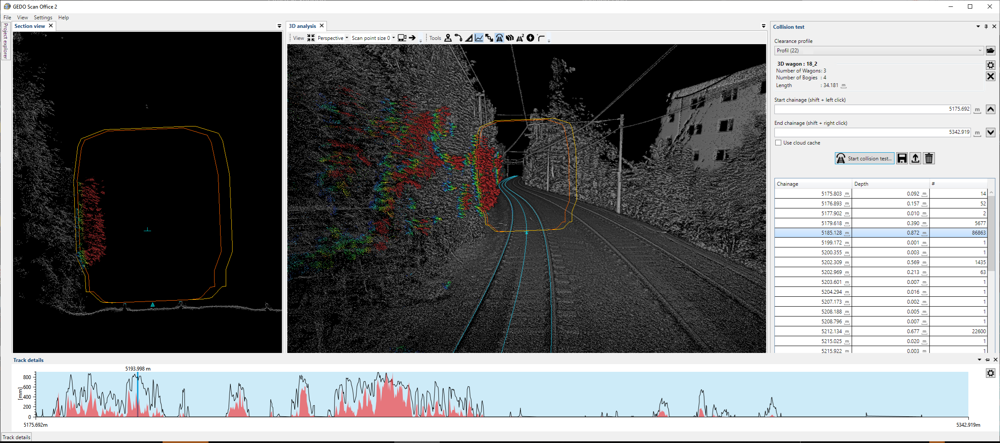 GEDO Scan Office 2
File View Settings Help
Project explorer
Section view
3D analysis
View Perspective Scan point size 0 Tools
Collision test
Clearance profile
Profil (22)
3D wagon : 18_2
Number of Wagons: 3
Number of Bogies : 4
Length : 34.181 m
Start chainage (shift + left click)
5175.692 m
End chainage (shift + right click)
5342.919 m
Use cloud cache
Start collision test...
Chainage Depth #
5175.803 m 0.092 m 14
5176.893 m 0.157 m 52
5177.902 m 0.010 m 2
5179.618 m 0.390 m 5677
5185.128 m 0.872 m 86863
5199.172 m 0.001 m 1
5200.355 m 0.003 m 1
5202.309 m 0.569 m 1435
5202.969 m 0.213 m 63
5203.601 m 0.007 m 1
5204.294 m 0.016 m 1
5207.173 m 0.002 m 1
5208.188 m 0.005 m 1
5208.796 m 0.007 m 1
5212.134 m 0.677 m 22600
5215.025 m 0.020 m 1
5215.922 m 0.003 m 1
Track details
5193.998 m
800
600
400
200
0
[mm]
5175.692m
5342.919m
Track details